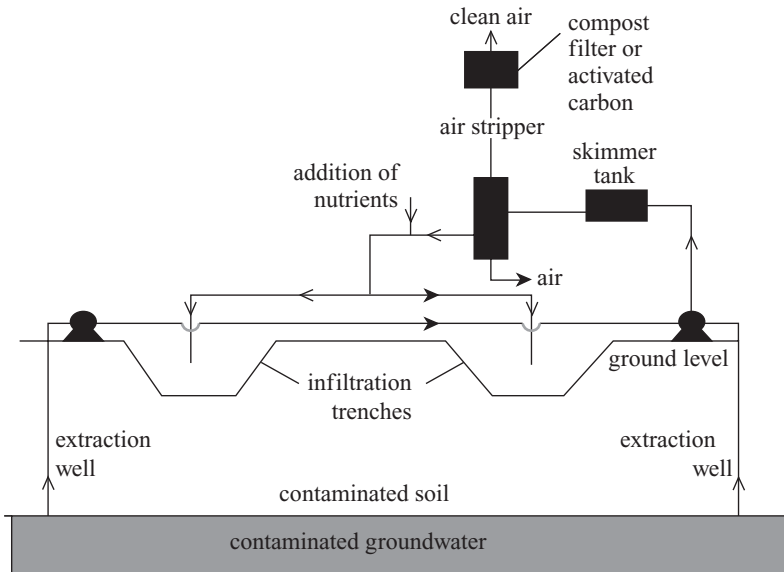 clean air
compost
filter or
activated
carbon
air stripper
skimmer
tank
addition of
nutrients
air
ground level
infiltration
trenches
extraction
well
extraction
well
contaminated soil
contaminated groundwater